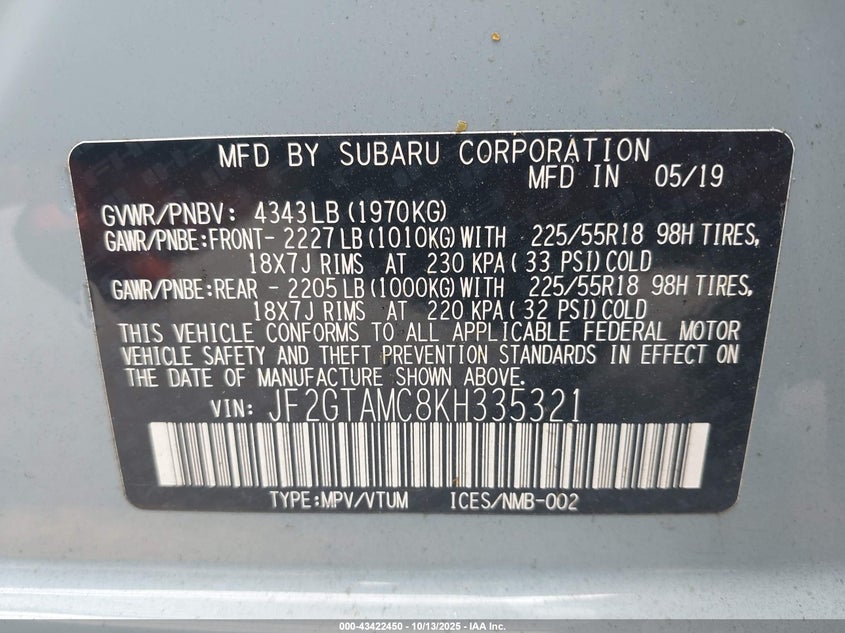 MFD BY SUBARU CORPORATION
MFD IN 05/19
GVWR/PNBV: 4343LB (1970KG)
GAWR/PNBE:FRONT- 2227LB(1010KG)WITH 225/55R18 98H TIRES,
18X7J RIMS AT 230 KPA( 33 PSI)COLD
GAWR/PNBE:REAR - 2205LB(1000KG)WITH 225/55R18 98H TIRES,
18X7J RIMS AT 220 KPA( 32 PSI)COLD
THIS VEHICLE CONFORMS TO ALL APPLICABLE FEDERAL MOTOR
VEHICLE SAFETY AND THEFT PREVENTION STANDARDS IN EFFECT ON
THE DATE OF MANUFACTURE SHOWN ABOVE.
VIN: JF2GTAMC8KH335321
TYPE:MPV/VTUM ICES/NMB-002
000-43422450 - 10/13/2025 - IAA Inc.